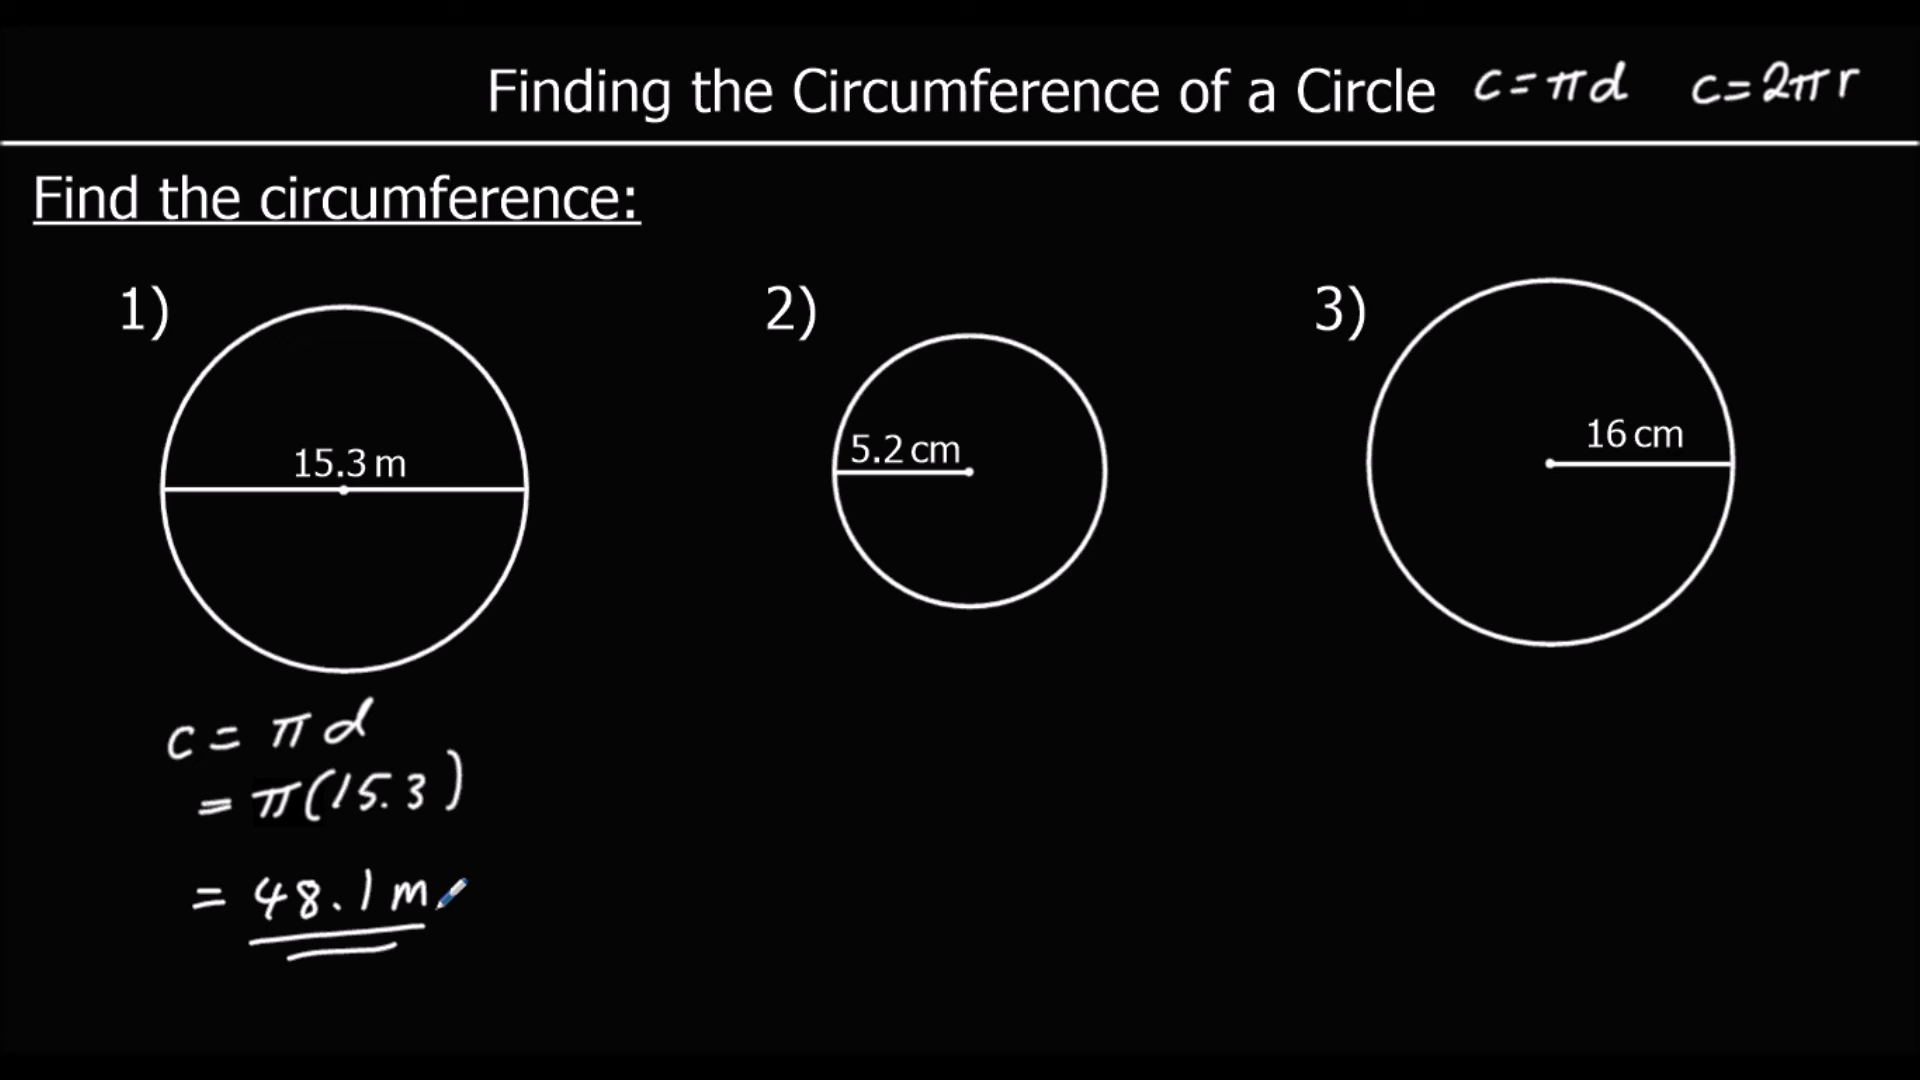 Finding the Circumference of a Circle c = πd c = 2πr
Find the circumference:
1)
15.3 m
2)
5.2 cm
3)
16 cm
c = πd
= π(15.3)
= 48.1 m